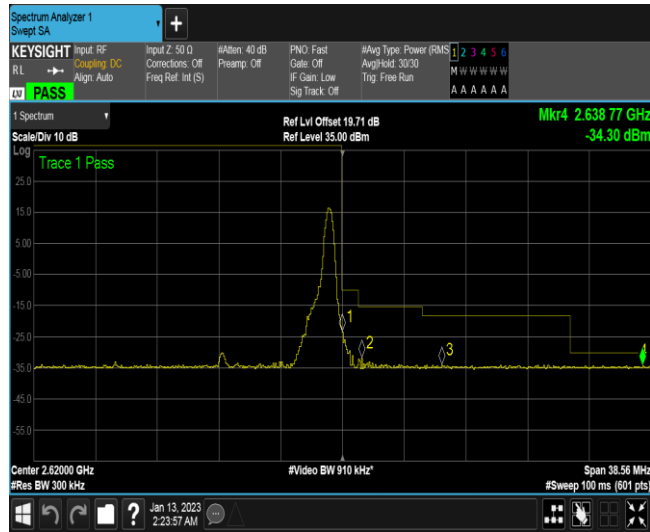 Spectrum Analyzer 1
Swept SA
KEYSIGHT
RL
LXI PASS
Input: RF
Coupling: DC
Align: Auto
Input Z: 50 Ω
Corrections: Off
Freq Ref: Int (S)
#Atten: 40 dB
Preamp: Off
PNO: Fast
Gate: Off
IF Gain: Low
Sig Track: Off
#Avg Type: Power (RMS
Avg|Hold: 30/30
Trig: Free Run
1 2 3 4 5 6
M W W W W W
A A A A A A
1 Spectrum
Scale/Div 10 dB
Ref Lvl Offset 19.71 dB
Ref Level 35.00 dBm
Mkr4 2.638 77 GHz
-34.30 dBm
Log
Trace 1 Pass
25.0
15.0
5.00
-5.00
-15.0
-25.0
-35.0
-45.0
-55.0
1
2
3
4
Center 2.62000 GHz
#Res BW 300 kHz
#Video BW 910 kHz*
Span 38.56 MHz
#Sweep 100 ms (601 pts)
?
Jan 13, 2023
2:23:57 AM